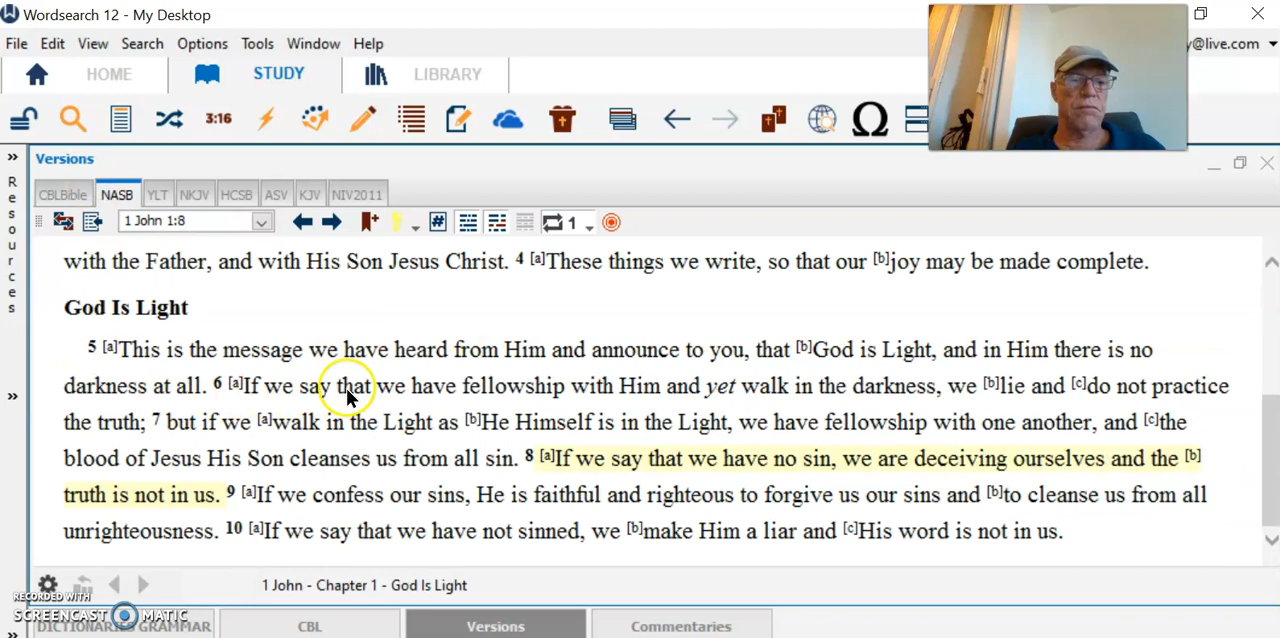 Wordsearch 12 - My Desktop
File Edit View Search Options Tools Window Help
y@live.com
HOME STUDY LIBRARY
3:16
Versions
CBLBible NASB YLT NKJV HCSB ASV KJV NIV2011
1 John 1:8
1
Resources
with the Father, and with His Son Jesus Christ. 4 [a]These things we write, so that our [b]joy may be made complete.
God Is Light
5 [a]This is the message we have heard from Him and announce to you, that [b]God is Light, and in Him there is no
darkness at all. 6 [a]If we say that we have fellowship with Him and yet walk in the darkness, we [b]lie and [c]do not practice
the truth; 7 but if we [a]walk in the Light as [b]He Himself is in the Light, we have fellowship with one another, and [c]the
blood of Jesus His Son cleanses us from all sin. 8 [a]If we say that we have no sin, we are deceiving ourselves and the [b]
truth is not in us. 9 [a]If we confess our sins, He is faithful and righteous to forgive us our sins and [b]to cleanse us from all
unrighteousness. 10 [a]If we say that we have not sinned, we [b]make Him a liar and [c]His word is not in us.
1 John - Chapter 1 - God Is Light
RECORDED WITH
SCREENCAST MATIC
DICTIONARIES GRAMMAR CBL Versions Commentaries